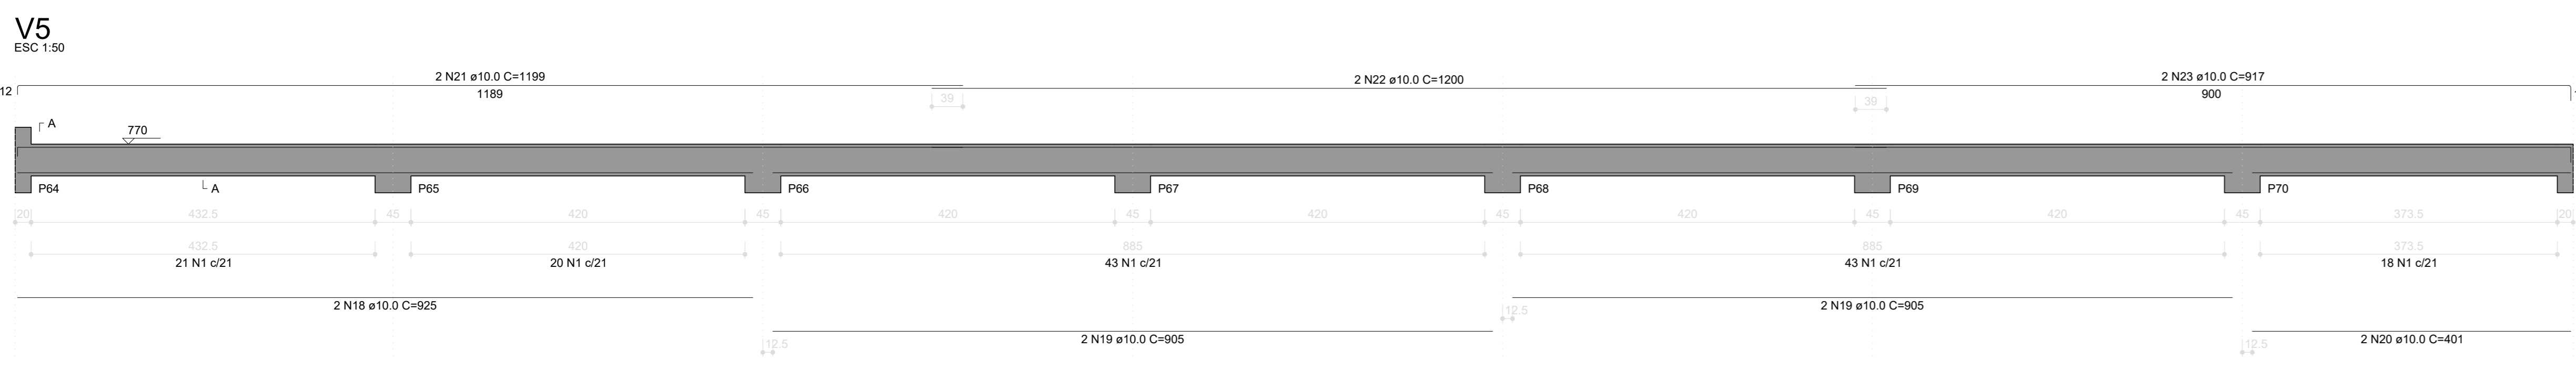 V5
ESC 1:50
2 N21 ø10.0 C=1199
2 N22 ø10.0 C=1200
2 N23 ø10.0 C=917
12
1189
39
39
900
A
770
P64
A
P65
P66
P67
P68
P69
P70
20
432.5
45
420
45
420
45
420
45
420
45
420
45
373.5
20
432.5
420
885
885
373.5
21 N1 c/21
20 N1 c/21
43 N1 c/21
43 N1 c/21
18 N1 c/21
2 N18 ø10.0 C=925
2 N19 ø10.0 C=905
12.5
2 N19 ø10.0 C=905
2 N20 ø10.0 C=401
12.5
12.5